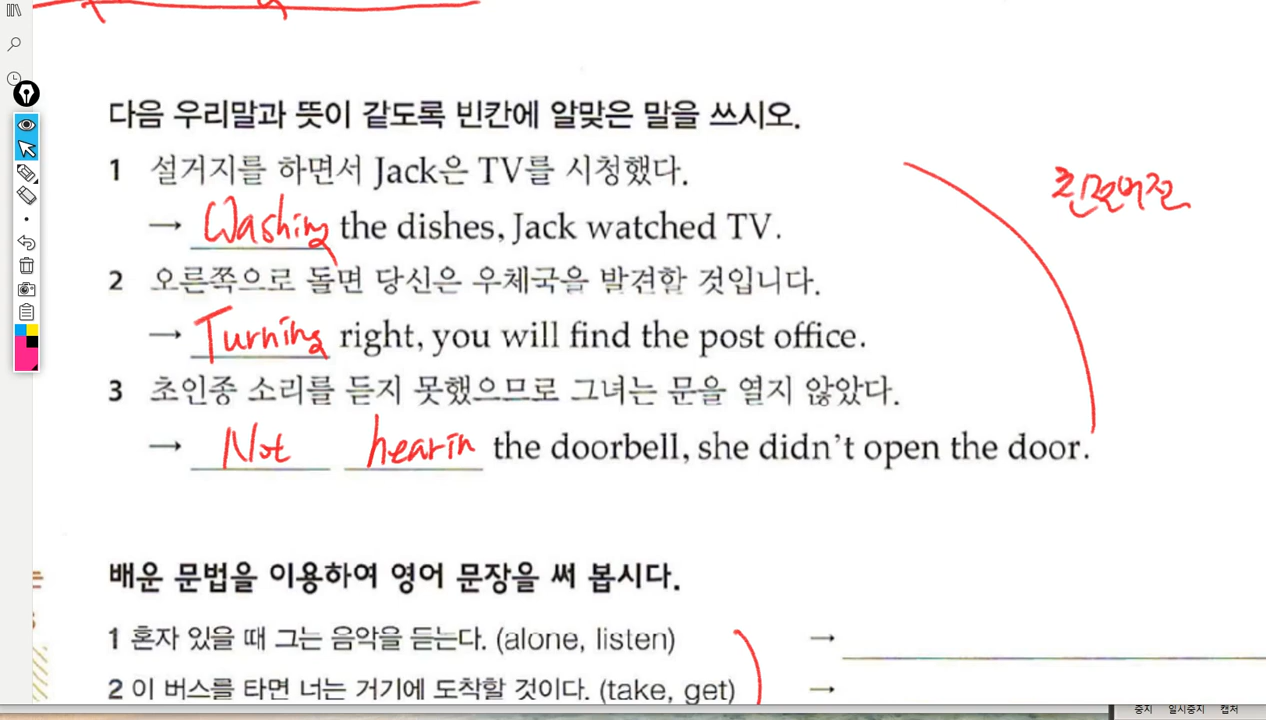 다음 우리말과 뜻이 같도록 빈칸에 알맞은 말을 쓰시오.
1 설거지를 하면서 Jack은 TV를 시청했다.
→ Washing the dishes, Jack watched TV.
2 오른쪽으로 돌면 당신은 우체국을 발견할 것입니다.
→ Turning right, you will find the post office.
3 초인종 소리를 듣지 못했으므로 그녀는 문을 열지 않았다.
→ Not hearin the doorbell, she didn't open the door.
배운 문법을 이용하여 영어 문장을 써 봅시다.
1 혼자 있을 때 그는 음악을 듣는다. (alone, listen) →
2 이 버스를 타면 너는 거기에 도착할 것이다. (take, get) →
중지 일시중지 캡처